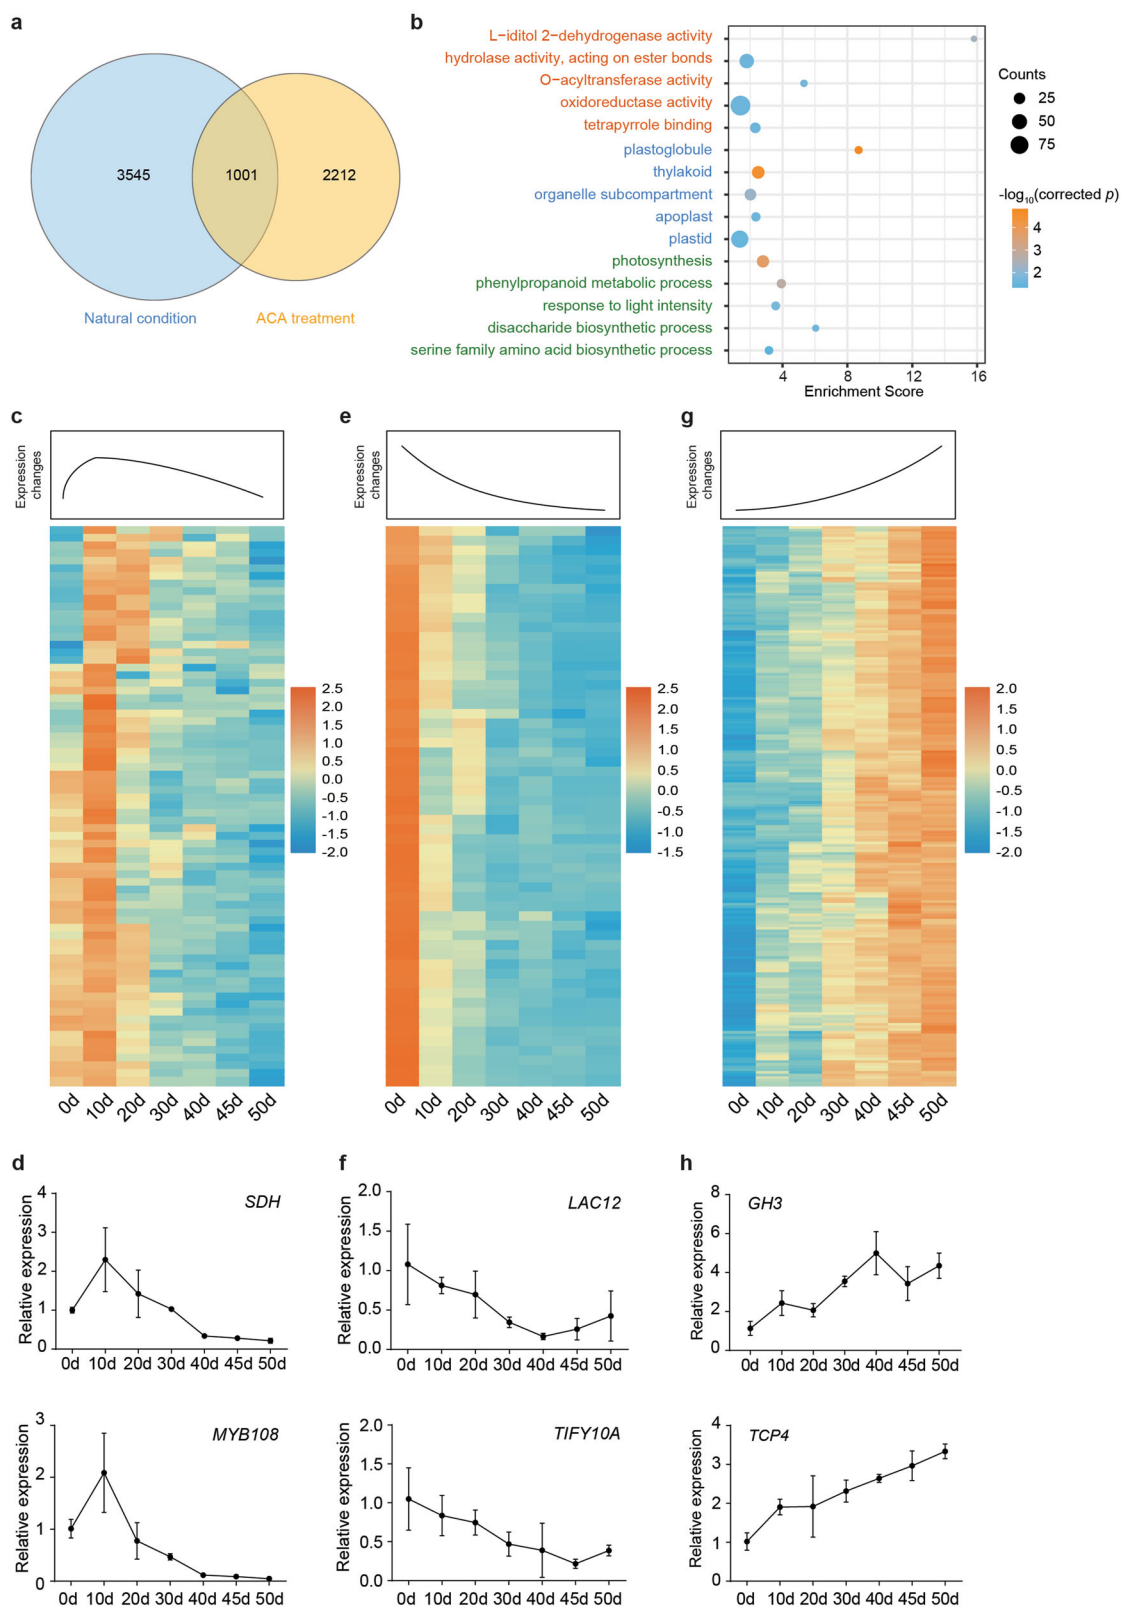 a
3545
1001
2212
Natural condition
ACA treatment
b
L−iditol 2−dehydrogenase activity
hydrolase activity, acting on ester bonds
O−acyltransferase activity
oxidoreductase activity
tetrapyrrole binding
plastoglobule
thylakoid
organelle subcompartment
apoplast
plastid
photosynthesis
phenylpropanoid metabolic process
response to light intensity
disaccharide biosynthetic process
serine family amino acid biosynthetic process
4
8
12
16
Enrichment Score
Counts
25
50
75
-log10(corrected p)
4
3
2
c
Expression
changes
2.5
2.0
1.5
1.0
0.5
0.0
-0.5
-1.0
-1.5
-2.0
0d
10d
20d
30d
40d
45d
50d
e
Expression
changes
2.5
2.0
1.5
1.0
0.5
0.0
-0.5
-1.0
-1.5
0d
10d
20d
30d
40d
45d
50d
g
Expression
changes
2.0
1.5
1.0
0.5
0.0
-0.5
-1.0
-1.5
-2.0
0d
10d
20d
30d
40d
45d
50d
d
Relative expression
4
3
2
1
0
SDH
0d 10d 20d 30d 40d 45d 50d
Relative expression
3
2
1
0
MYB108
0d 10d 20d 30d 40d 45d 50d
f
Relative expression
2.0
1.5
1.0
0.5
0.0
LAC12
0d 10d 20d 30d 40d 45d 50d
Relative expression
2.0
1.5
1.0
0.5
0.0
TIFY10A
0d 10d 20d 30d 40d 45d 50d
h
Relative expression
8
6
4
2
0
GH3
0d 10d 20d 30d 40d 45d 50d
Relative expression
4
3
2
1
0
TCP4
0d 10d 20d 30d 40d 45d 50d